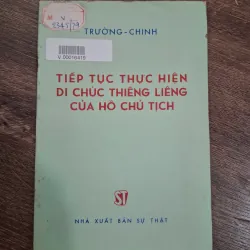 TRƯỜNG-CHINH
TIẾP TỤC THỰC HIỆN
DI CHÚC THIÊNG LIÊNG
CỦA HỒ CHỦ TỊCH
ST
NHÀ XUẤT BẢN SỰ THẬT